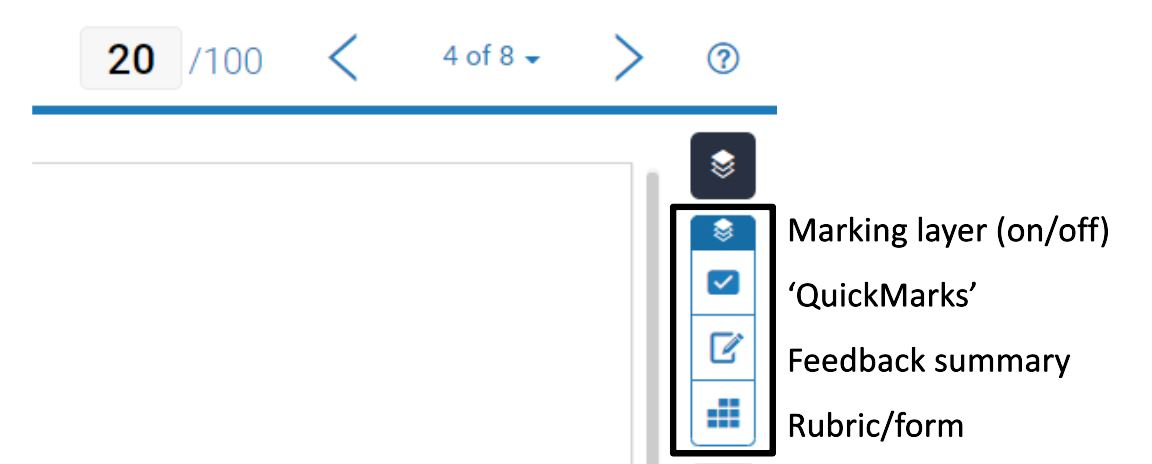 20 /100 4 of 8
Marking layer (on/off)
‘QuickMarks’
Feedback summary
Rubric/form